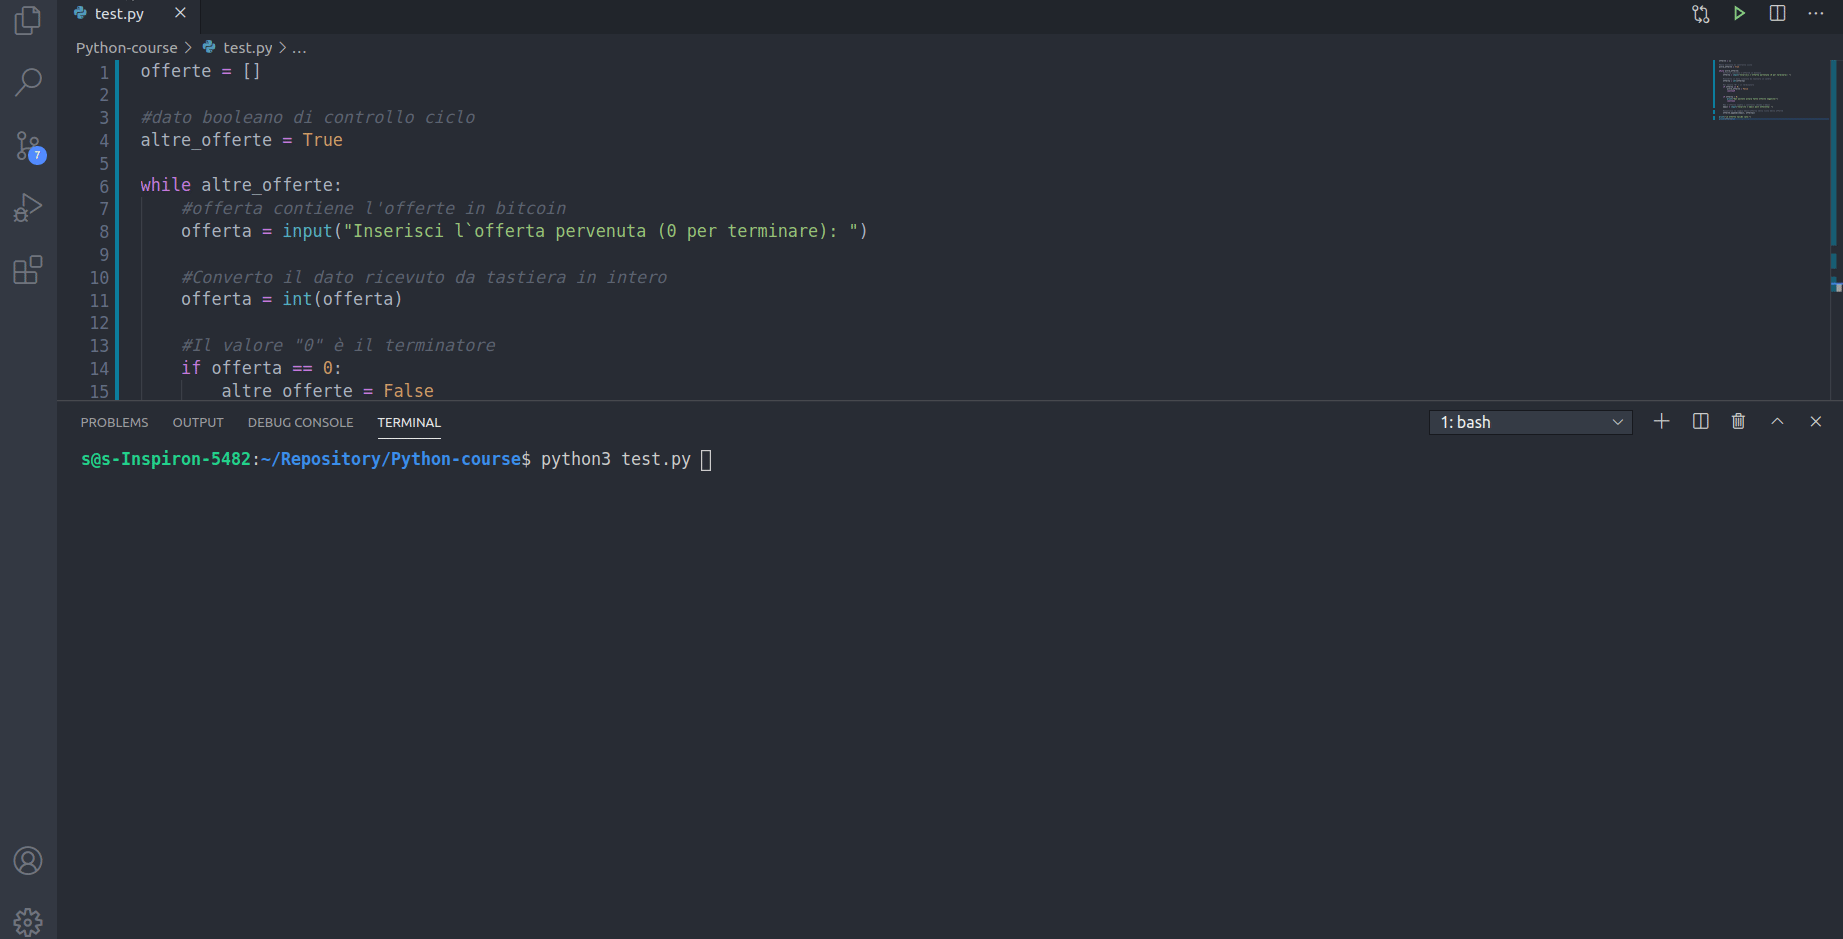 test.py
Python-course > test.py > ...
1 offerte = []
2
3 #dato booleano di controllo ciclo
4 altre_offerte = True
5
6 while altre_offerte:
7 #offerta contiene l'offerte in bitcoin
8 offerta = input("Inserisci l`offerta pervenuta (0 per terminare): ")
9
10 #Converto il dato ricevuto da tastiera in intero
11 offerta = int(offerta)
12
13 #Il valore "0" è il terminatore
14 if offerta == 0:
15 altre_offerte = False
7
PROBLEMS OUTPUT DEBUG CONSOLE TERMINAL 1: bash
s@s-Inspiron-5482:~/Repository/Python-course$ python3 test.py